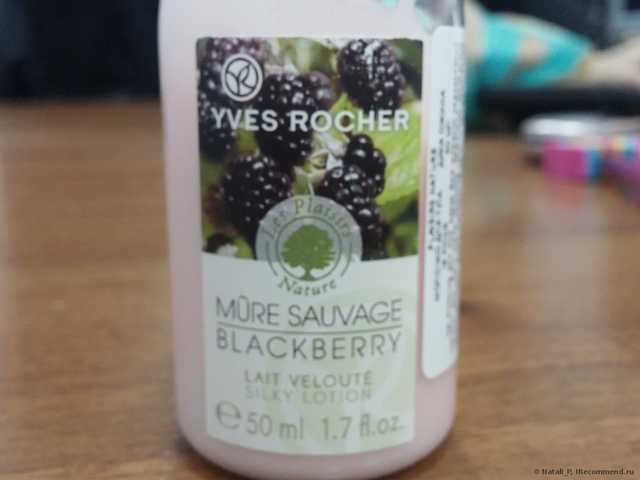 YVES ROCHER
Les Plaisirs
Nature
MÛRE SAUVAGE
BLACKBERRY
LAIT VELOUTÉ
SILKY LOTION
e 50 ml 1.7 fl.oz.
© Natali_P, IRecommend.ru